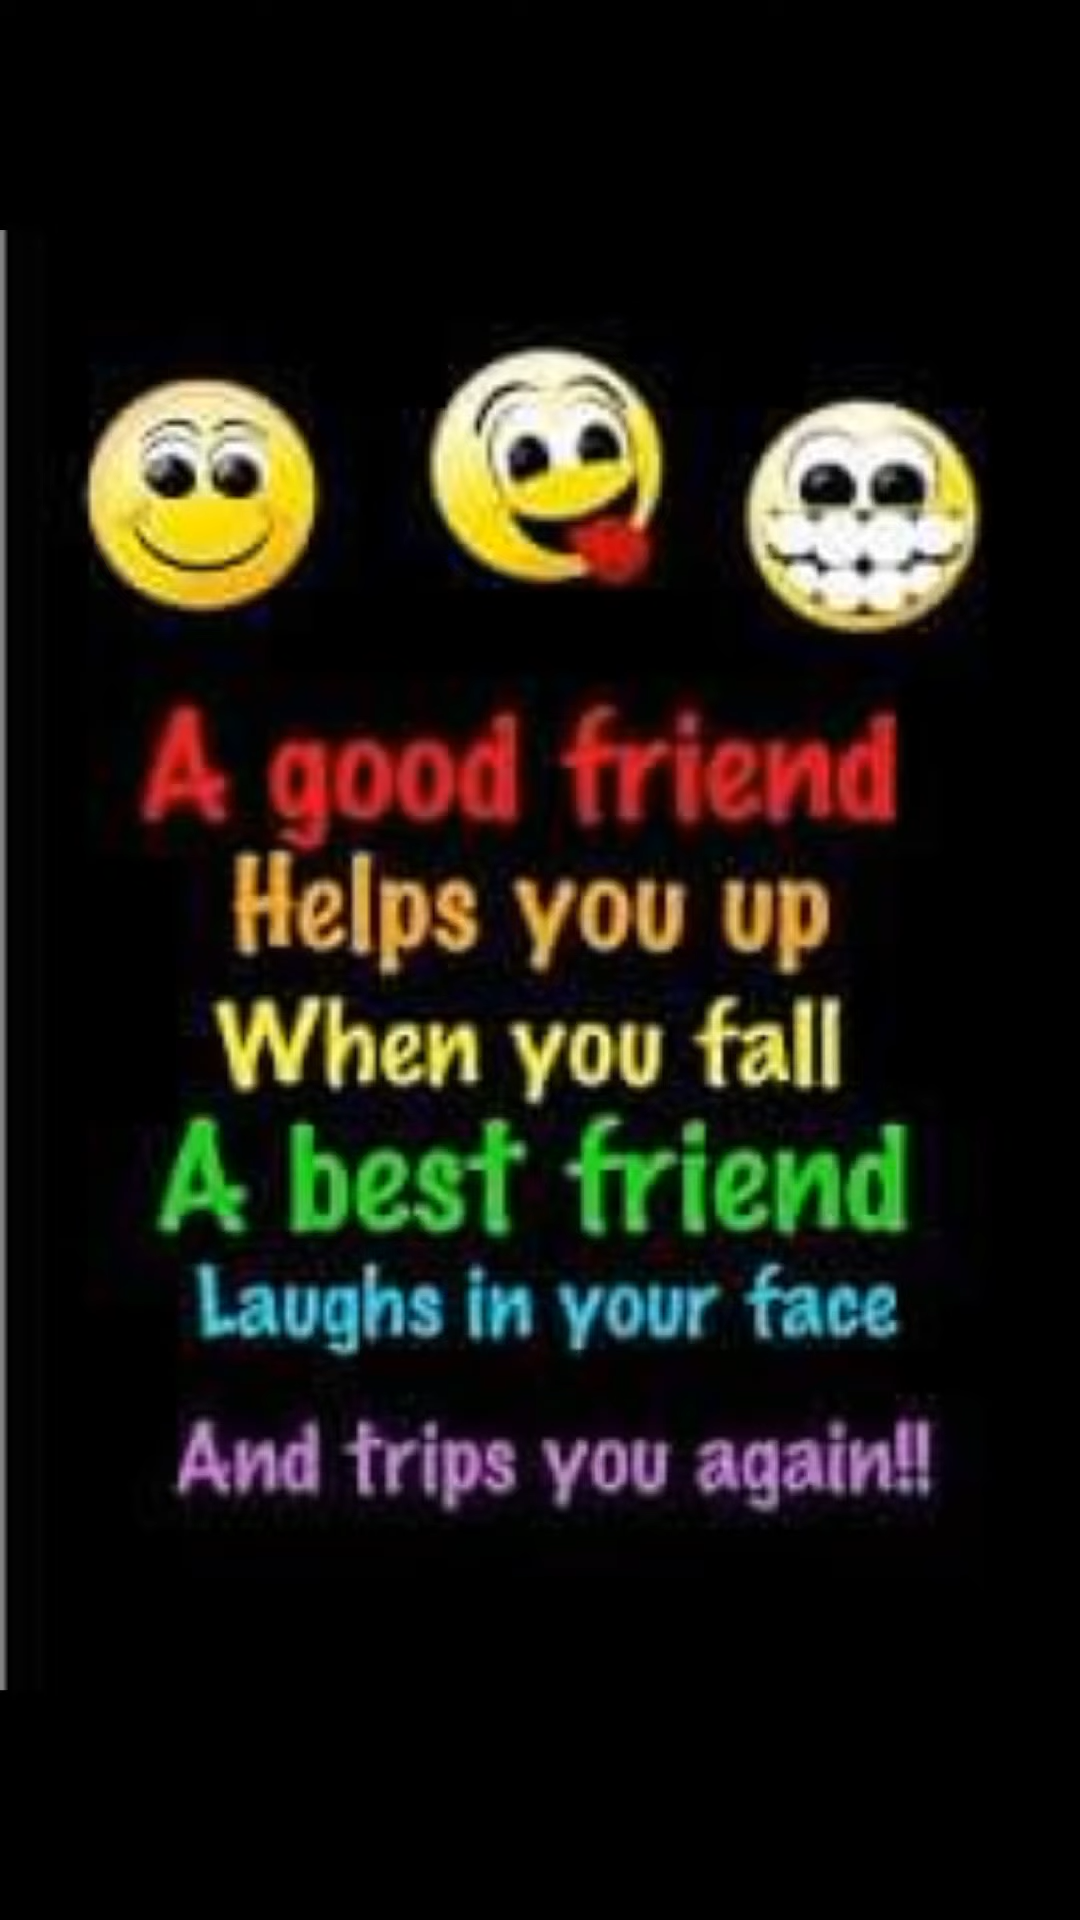 A good friend
Helps you up
When you fall
A best friend
Laughs in your face
And trips you again!!